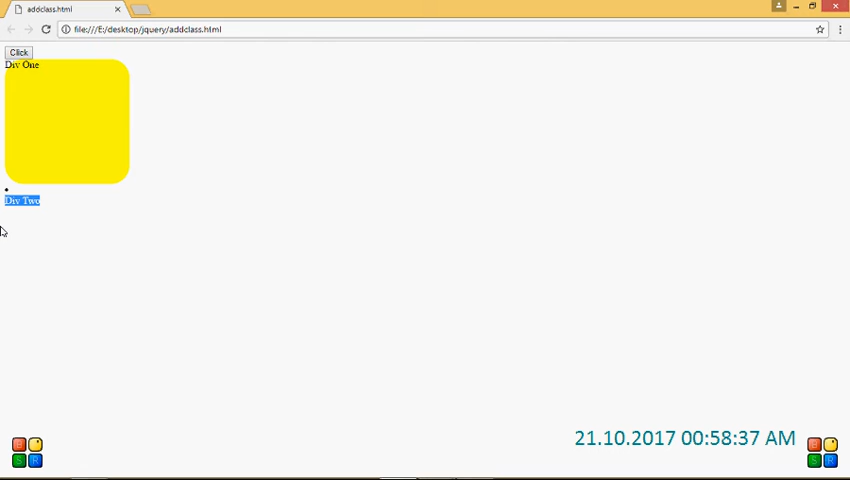 addclass.html
file:///E:/desktop/jquery/addclass.html
Click
Div One
Div Two
21.10.2017 00:58:37 AM
S R
S R